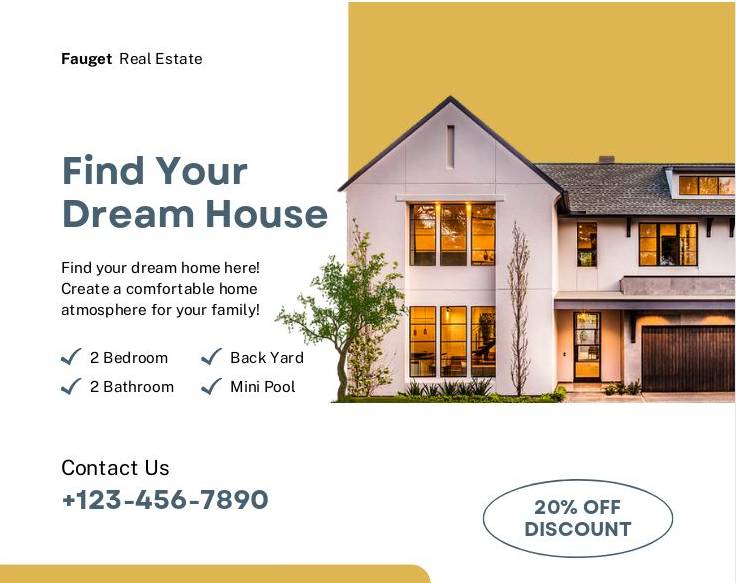 Fauget Real Estate
Find Your
Dream House
Find your dream home here!
Create a comfortable home
atmosphere for your family!
2 Bedroom
Back Yard
2 Bathroom
Mini Pool
Contact Us
+123-456-7890
20% OFF
DISCOUNT